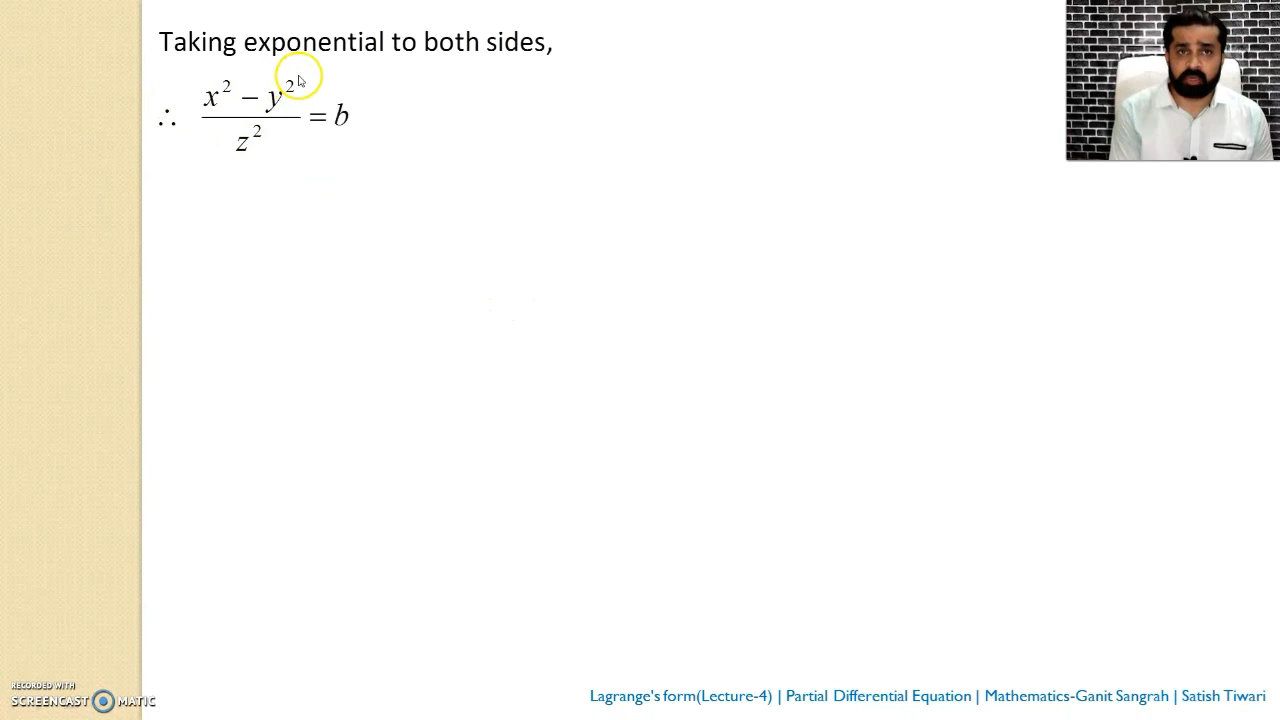 Taking exponential to both sides,
∴ (x² − y²) / z² = b
RECORDED WITH
SCREENCAST MATIC
Lagrange's form(Lecture-4) | Partial Differential Equation | Mathematics-Ganit Sangrah | Satish Tiwari